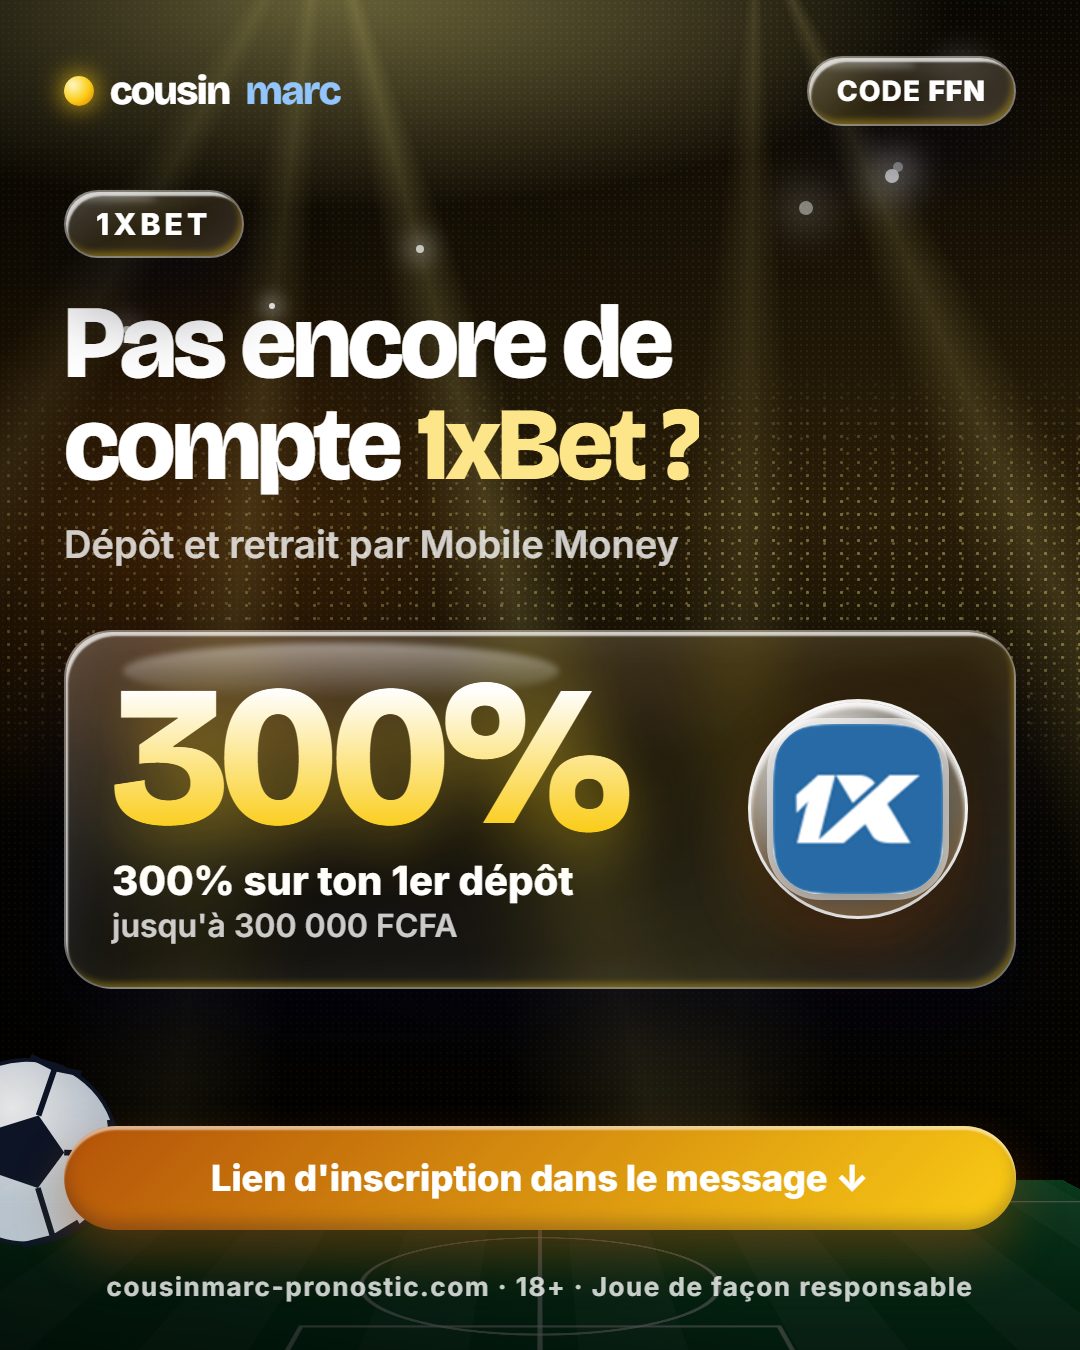 cousin marc
CODE FFN
1XBET
Pas encore de
compte 1xBet ?
Dépôt et retrait par Mobile Money
300%
300% sur ton 1er dépôt
jusqu'à 300 000 FCFA
1X
Lien d'inscription dans le message ↓
cousinmarc-pronostic.com · 18+ · Joue de façon responsable